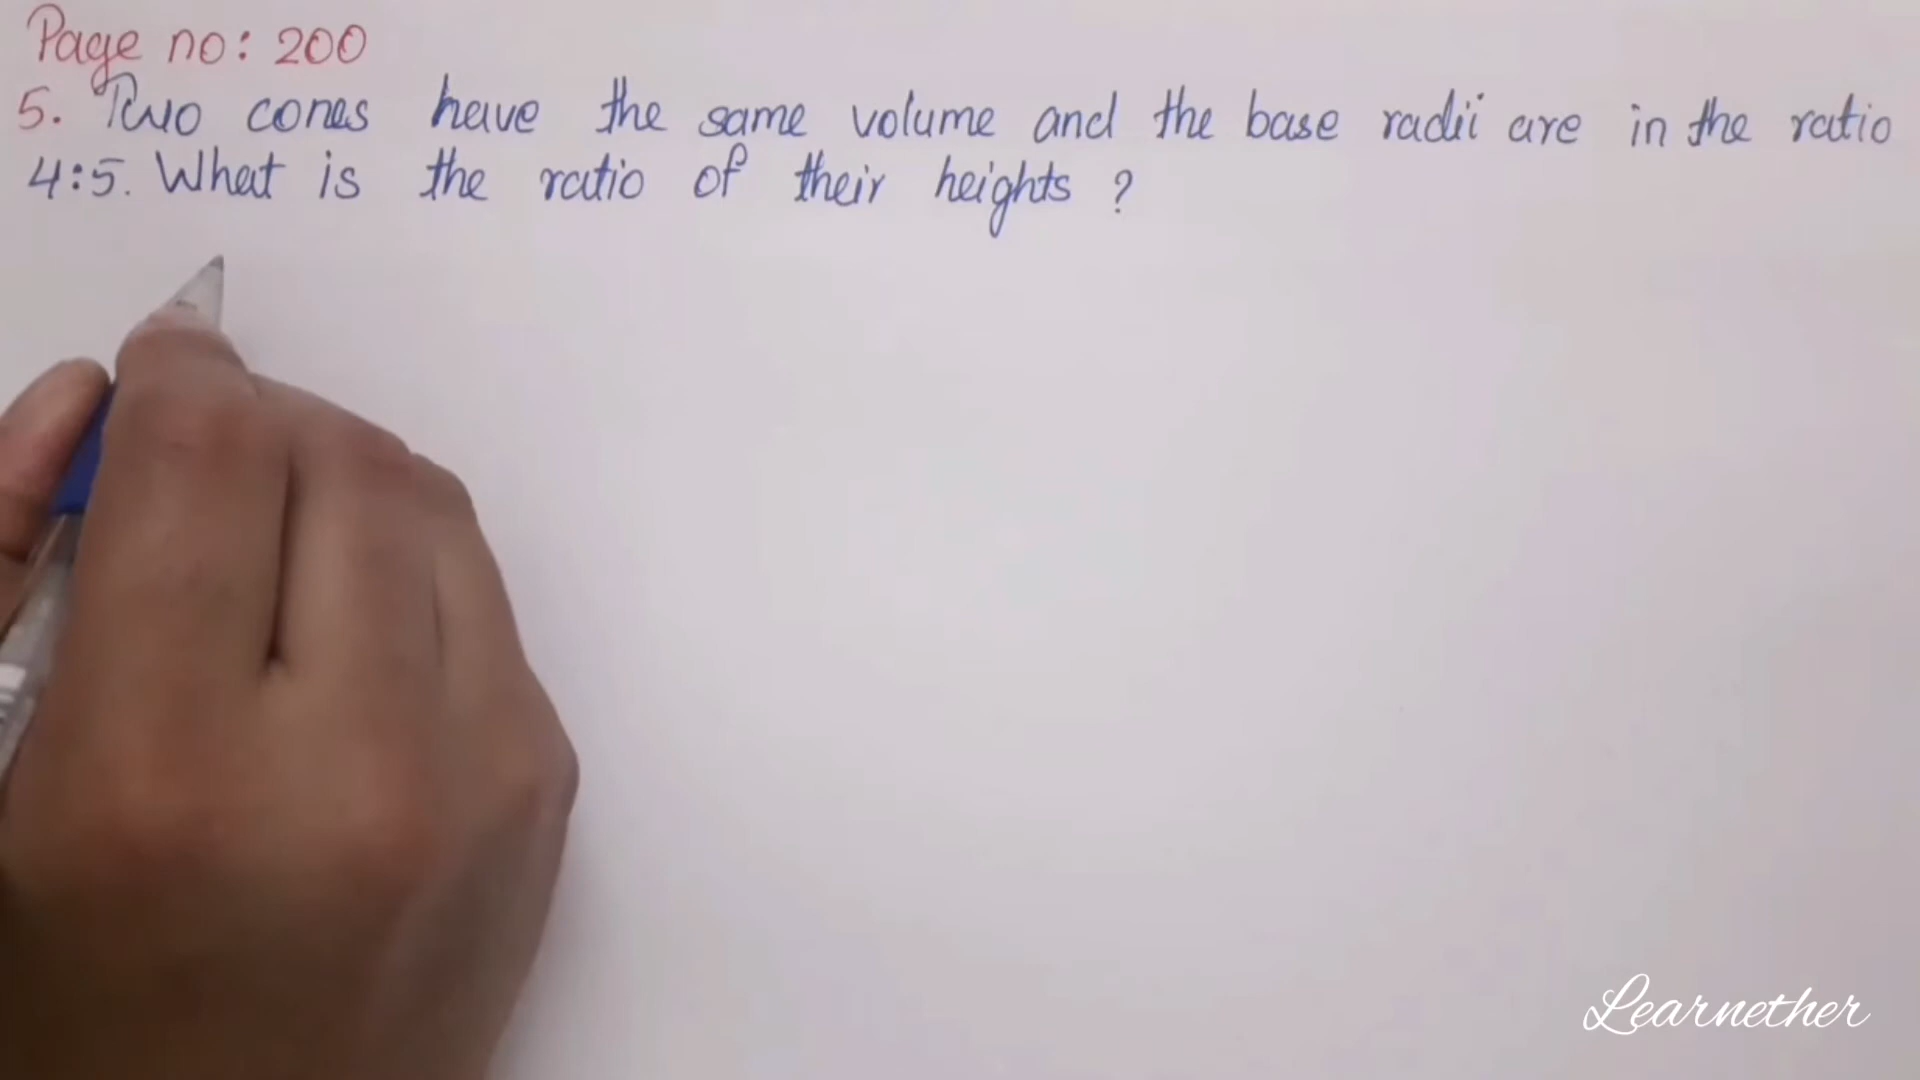 Page no: 200
5. Two cones have the same volume and the base radii are in the ratio
4:5. What is the ratio of their heights ?
Learnether